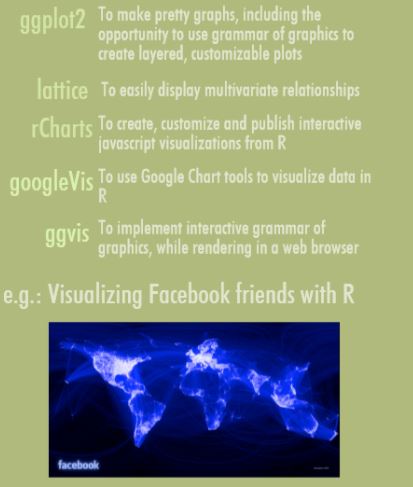 ggplot2 To make pretty graphs, including the
opportunity to use grammar of graphics to
create layered, customizable plots
lattice To easily display multivariate relationships
rCharts To create, customize and publish interactive
javascript visualizations from R
googleVis To use Google Chart tools to visualize data in
R
ggvis To implement interactive grammar of
graphics, while rendering in a web browser
e.g.: Visualizing Facebook friends with R
facebook